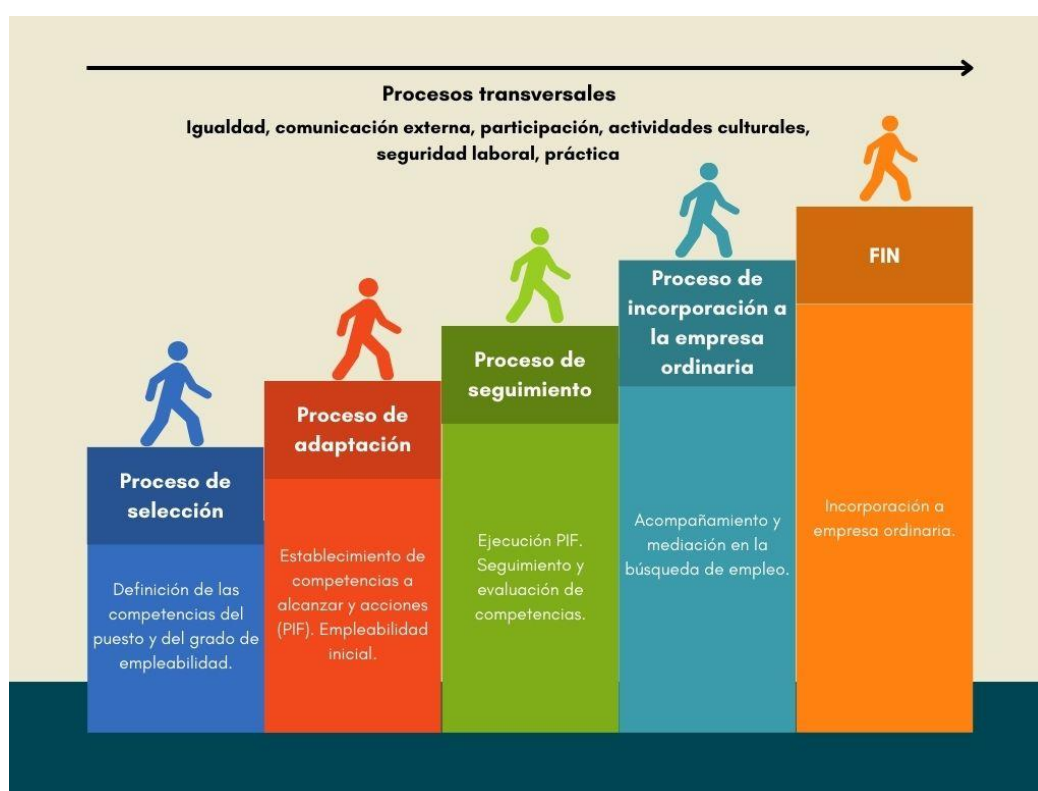 Procesos transversales
Igualdad, comunicación externa, participación, actividades culturales,
seguridad laboral, práctica
Proceso de
selección
Definición de las
competencias del
puesto y del grado de
empleabilidad.
Proceso de
adaptación
Establecimiento de
competencias a
alcanzar y acciones
(PIF). Empleabilidad
inicial.
Proceso de
seguimiento
Ejecución PIF.
Seguimiento y
evaluación de
competencias.
Proceso de
incorporación a
la empresa
ordinaria
Acompañamiento y
mediación en la
búsqueda de empleo.
FIN
Incorporación a
empresa ordinaria.